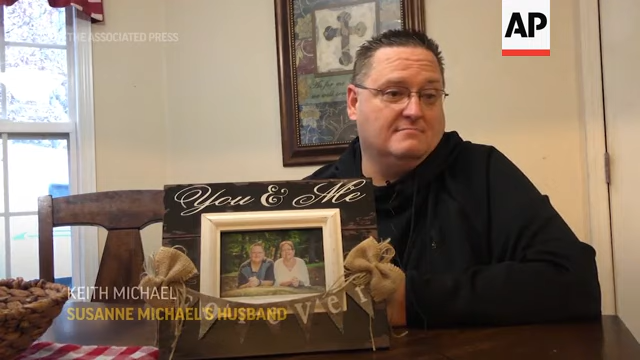 THE ASSOCIATED PRESS
AP
You & Me
Forever
KEITH MICHAEL
SUSANNE MICHAEL'S HUSBAND